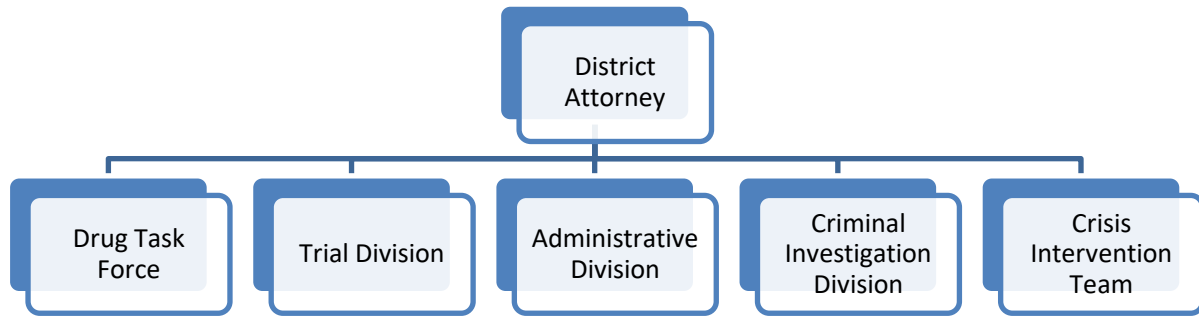 District
Attorney
Drug Task
Force
Trial Division
Administrative
Division
Criminal
Investigation
Division
Crisis
Intervention
Team